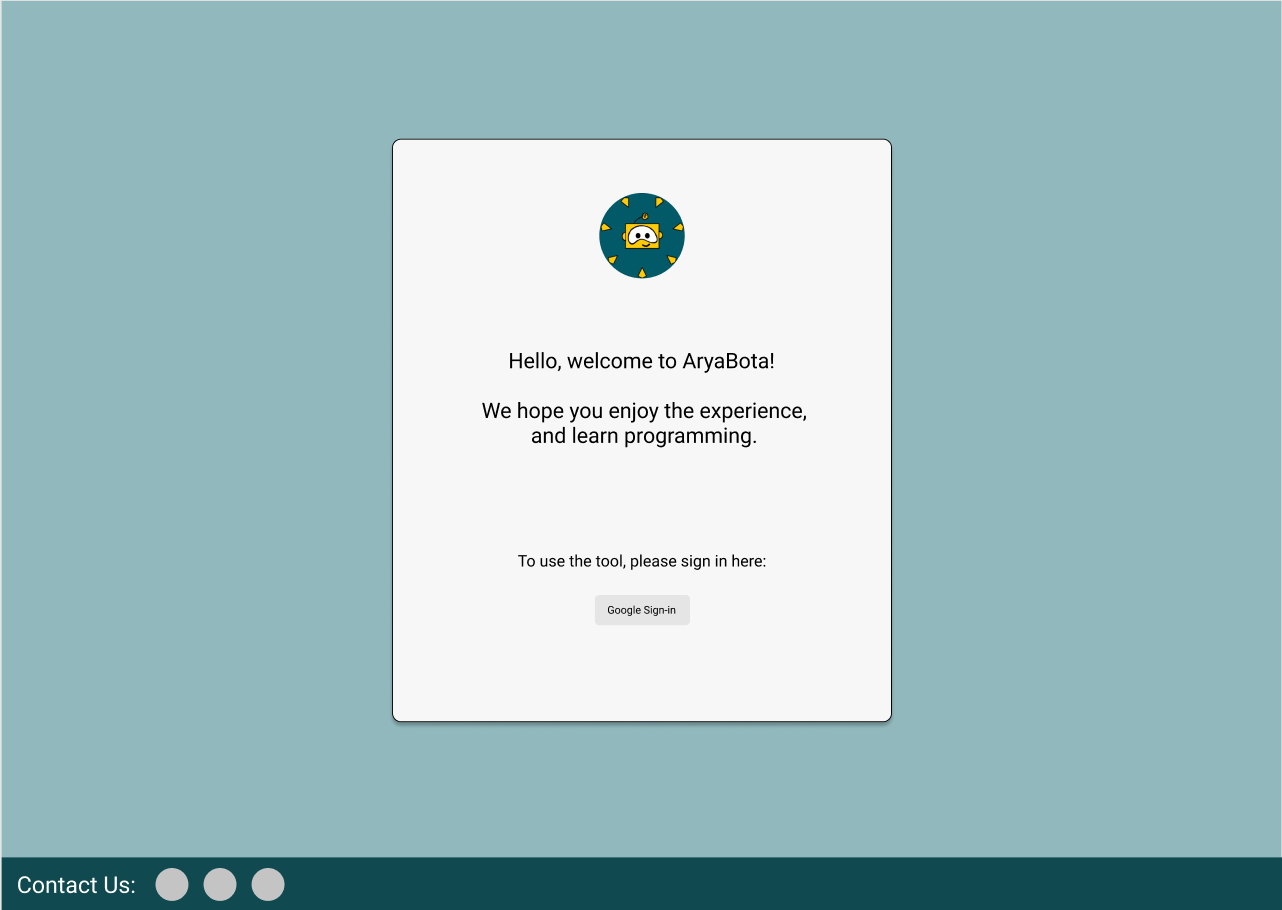 Hello, welcome to AryaBota!
We hope you enjoy the experience,
and learn programming.
To use the tool, please sign in here:
Google Sign-in
Contact Us: